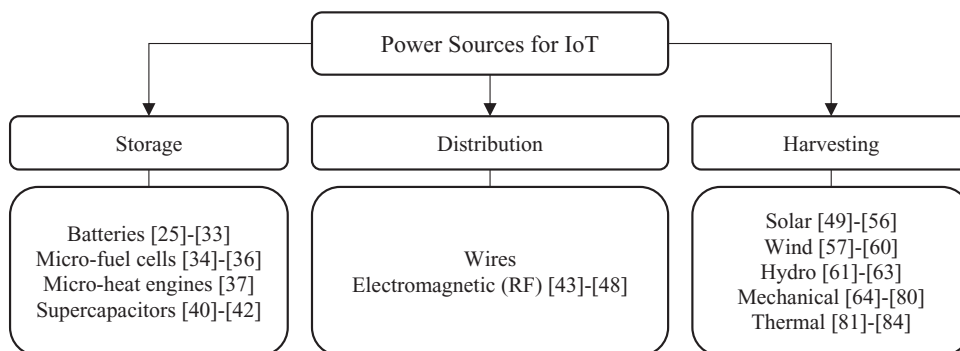 Power Sources for IoT
Storage
Distribution
Harvesting
Batteries [25]-[33]
Micro-fuel cells [34]-[36]
Micro-heat engines [37]
Supercapacitors [40]-[42]
Wires
Electromagnetic (RF) [43]-[48]
Solar [49]-[56]
Wind [57]-[60]
Hydro [61]-[63]
Mechanical [64]-[80]
Thermal [81]-[84]